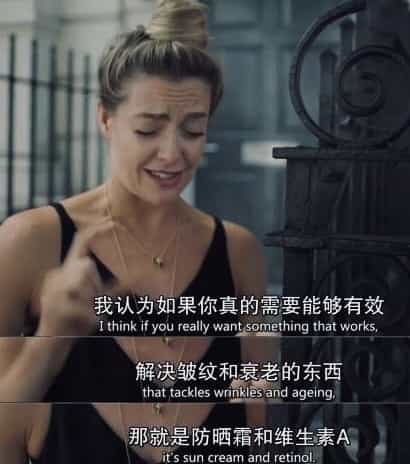 我认为如果你真的需要能够有效
I think if you really want something that works,
解决皱纹和衰老的东西
that tackles wrinkles and ageing,
那就是防晒霜和维生素A
it's sun cream and retinol.